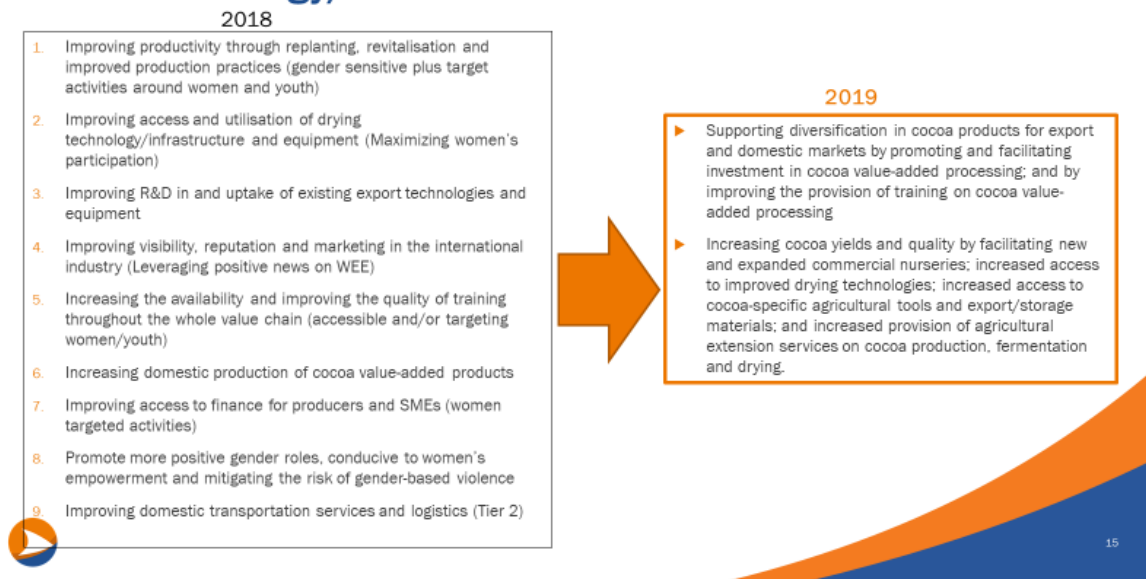 2018
1. Improving productivity through replanting, revitalisation and
improved production practices (gender sensitive plus target
activities around women and youth)
2. Improving access and utilisation of drying
technology/infrastructure and equipment (Maximizing women's
participation)
3. Improving R&D in and uptake of existing export technologies and
equipment
4. Improving visibility, reputation and marketing in the international
industry (Leveraging positive news on WEE)
5. Increasing the availability and improving the quality of training
throughout the whole value chain (accessible and/or targeting
women/youth)
6. Increasing domestic production of cocoa value-added products
7. Improving access to finance for producers and SMEs (women
targeted activities)
8. Promote more positive gender roles, conducive to women's
empowerment and mitigating the risk of gender-based violence
9. Improving domestic transportation services and logistics (Tier 2)
2019
Supporting diversification in cocoa products for export
and domestic markets by promoting and facilitating
investment in cocoa value-added processing; and by
improving the provision of training on cocoa value-
added processing
Increasing cocoa yields and quality by facilitating new
and expanded commercial nurseries; increased access
to improved drying technologies; increased access to
cocoa-specific agricultural tools and export/storage
materials; and increased provision of agricultural
extension services on cocoa production, fermentation
and drying.
15